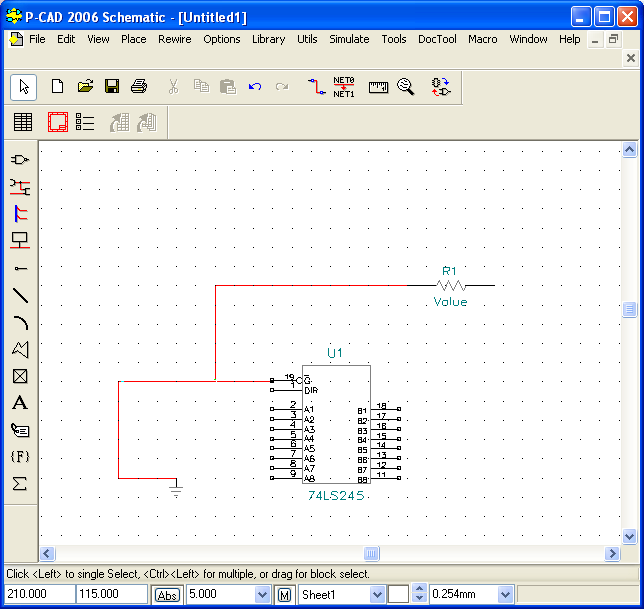 P-CAD 2006 Schematic - [Untitled1]
File Edit View Place Rewire Options Library Utils Simulate Tools DocTool Macro Window Help
NET0
NET1
R1
Value
U1
19 G
1 DIR
2 A1 B1 18
3 A2 B2 17
4 A3 B3 16
5 A4 B4 15
6 A5 B5 14
7 A6 B6 13
8 A7 B7 12
9 A8 B8 11
74LS245
A
{F}
Σ
Click <Left> to single Select, <Ctrl><Left> for multiple, or drag for block select.
210.000 115.000 Abs 5.000 M Sheet1 0.254mm